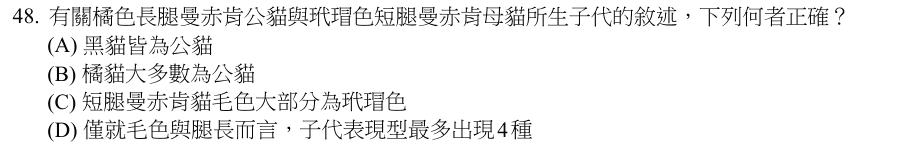 48. 有關橘色長腿曼赤肯公貓與玳瑁色短腿曼赤肯母貓所生子代的敘述，下列何者正確？
(A) 黑貓皆為公貓
(B) 橘貓大多數為公貓
(C) 短腿曼赤肯貓毛色大部分為玳瑁色
(D) 僅就毛色與腿長而言，子代表現型最多出現4種